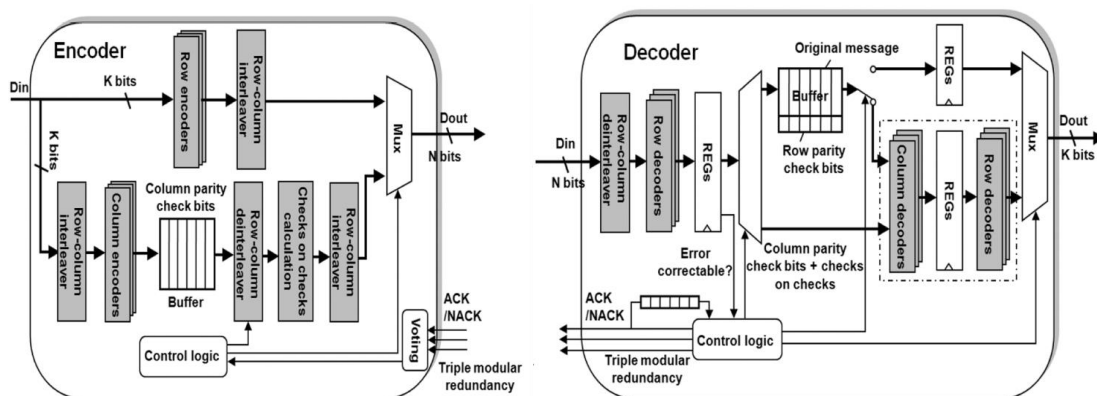 Encoder
Din
K bits
Row encoders
Row-column
interleaver
Mux
Dout
N bits
K bits
Row-column
interleaver
Column encoders
Column parity
check bits
Buffer
Row-column
deinterleaver
Checks on checks
calculation
Row-column
interleaver
Control logic
Voting
ACK
/NACK
Triple modular
redundancy
Decoder
Din
N bits
Row-column
deinterleaver
Row decoders
REGs
Original message
Buffer
Row parity
check bits
REGs
Column decoders
REGs
Row decoders
Mux
Dout
K bits
Error
correctable?
Column parity
check bits + checks
on checks
ACK
/NACK
Control logic
Triple modular
redundancy